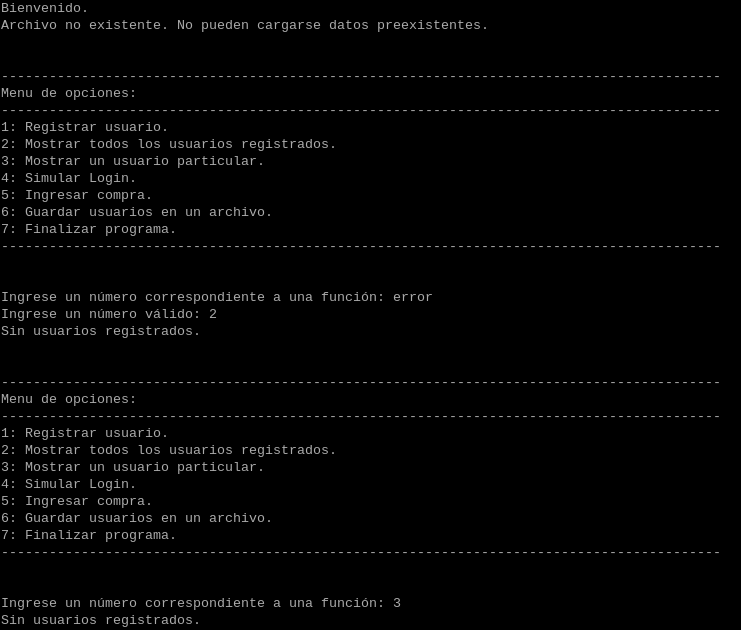 Bienvenido.
Archivo no existente. No pueden cargarse datos preexistentes.
------------------------------------------------------------------------------------------
Menu de opciones:
------------------------------------------------------------------------------------------
1: Registrar usuario.
2: Mostrar todos los usuarios registrados.
3: Mostrar un usuario particular.
4: Simular Login.
5: Ingresar compra.
6: Guardar usuarios en un archivo.
7: Finalizar programa.
------------------------------------------------------------------------------------------
Ingrese un número correspondiente a una función: error
Ingrese un número válido: 2
Sin usuarios registrados.
------------------------------------------------------------------------------------------
Menu de opciones:
------------------------------------------------------------------------------------------
1: Registrar usuario.
2: Mostrar todos los usuarios registrados.
3: Mostrar un usuario particular.
4: Simular Login.
5: Ingresar compra.
6: Guardar usuarios en un archivo.
7: Finalizar programa.
------------------------------------------------------------------------------------------
Ingrese un número correspondiente a una función: 3
Sin usuarios registrados.